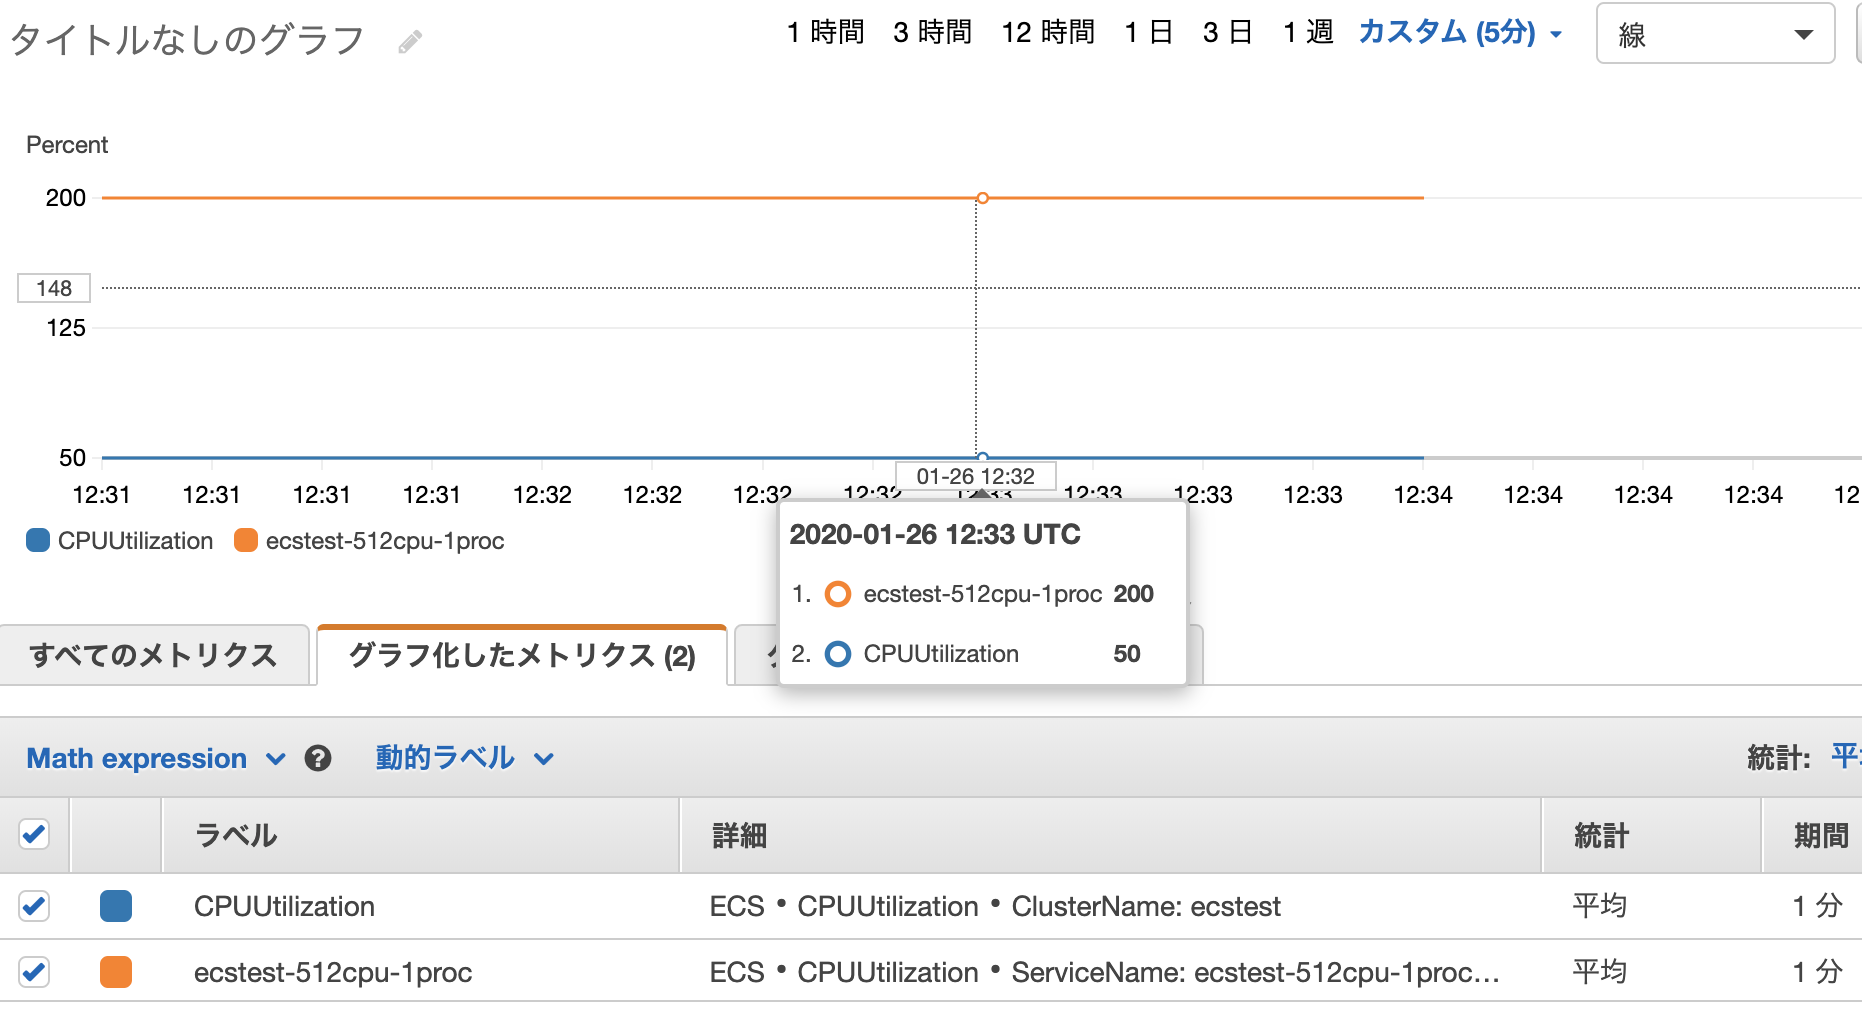 タイトルなしのグラフ
1 時間 3 時間 12 時間 1 日 3 日 1 週 カスタム (5分) 線
Percent
200
148
125
50
01-26 12:32
12:31 12:31 12:31 12:31 12:32 12:32 12:32 12:32 12:33 12:33 12:33 12:33 12:34 12:34 12:34 12:34 12
CPUUtilization ecstest-512cpu-1proc
2020-01-26 12:33 UTC
1. ecstest-512cpu-1proc 200
2. CPUUtilization 50
すべてのメトリクス グラフ化したメトリクス (2)
Math expression ? 動的ラベル 統計: 平
ラベル 詳細 統計 期間
CPUUtilization ECS • CPUUtilization • ClusterName: ecstest 平均 1 分
ecstest-512cpu-1proc ECS • CPUUtilization • ServiceName: ecstest-512cpu-1proc... 平均 1 分